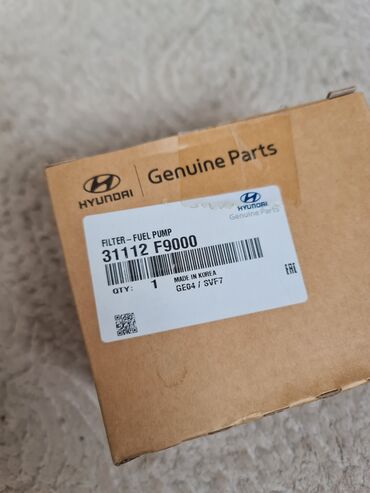 HYUNDAI
Genuine Parts
HYUNDAI
Genuine Parts
FILTER-FUEL PUMP
31112 F9000
MADE IN KOREA
QTY: 1 GE04 / SVF7
EAC